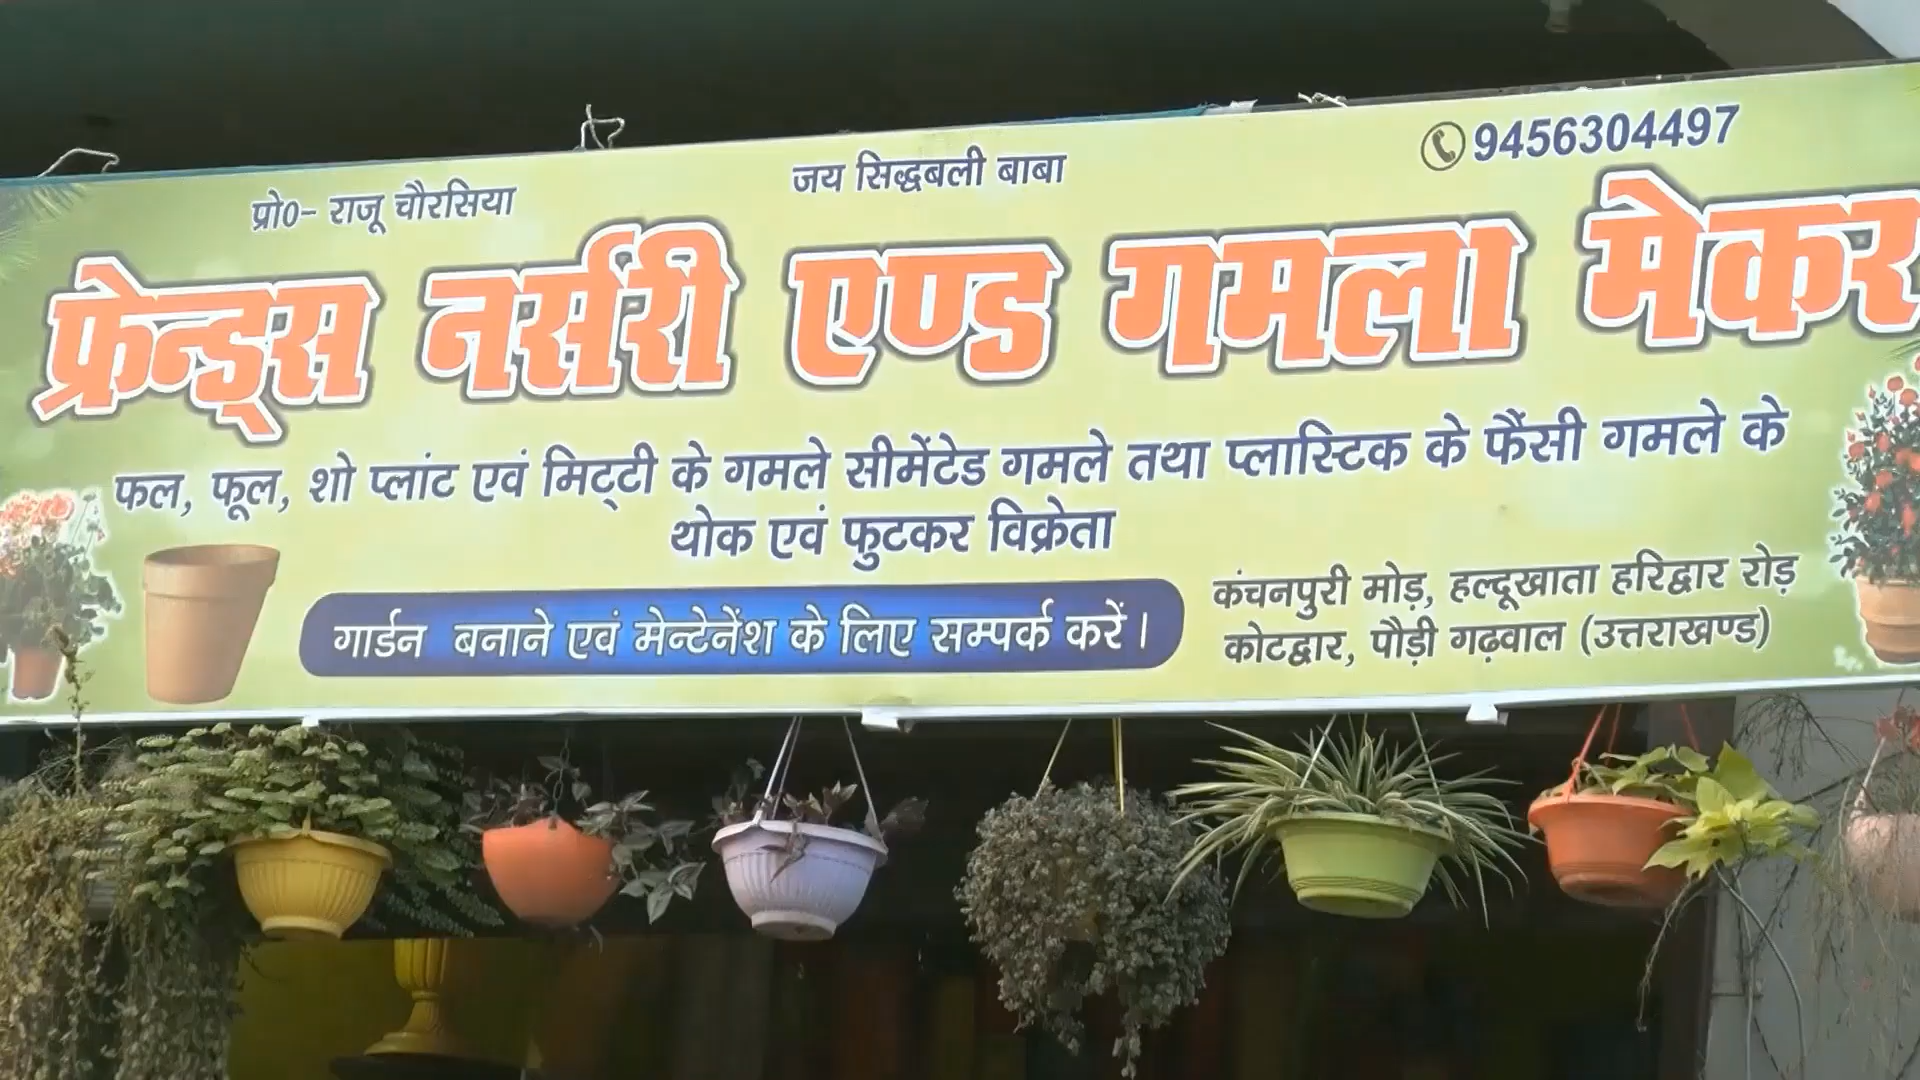 प्रो०- राजू चौरसिया
जय सिद्धबली बाबा
9456304497
फ्रेन्ड्स नर्सरी एण्ड गमला मेकर
फल, फूल, शो प्लांट एवं मिट्टी के गमले सीमेंटेड गमले तथा प्लास्टिक के फैंसी गमले के
थोक एवं फुटकर विक्रेता
गार्डन बनाने एवं मेन्टेनेंश के लिए सम्पर्क करें।
कंचनपुरी मोड़, हल्दूखाता हरिद्वार रोड़
कोटद्वार, पौड़ी गढ़वाल (उत्तराखण्ड)